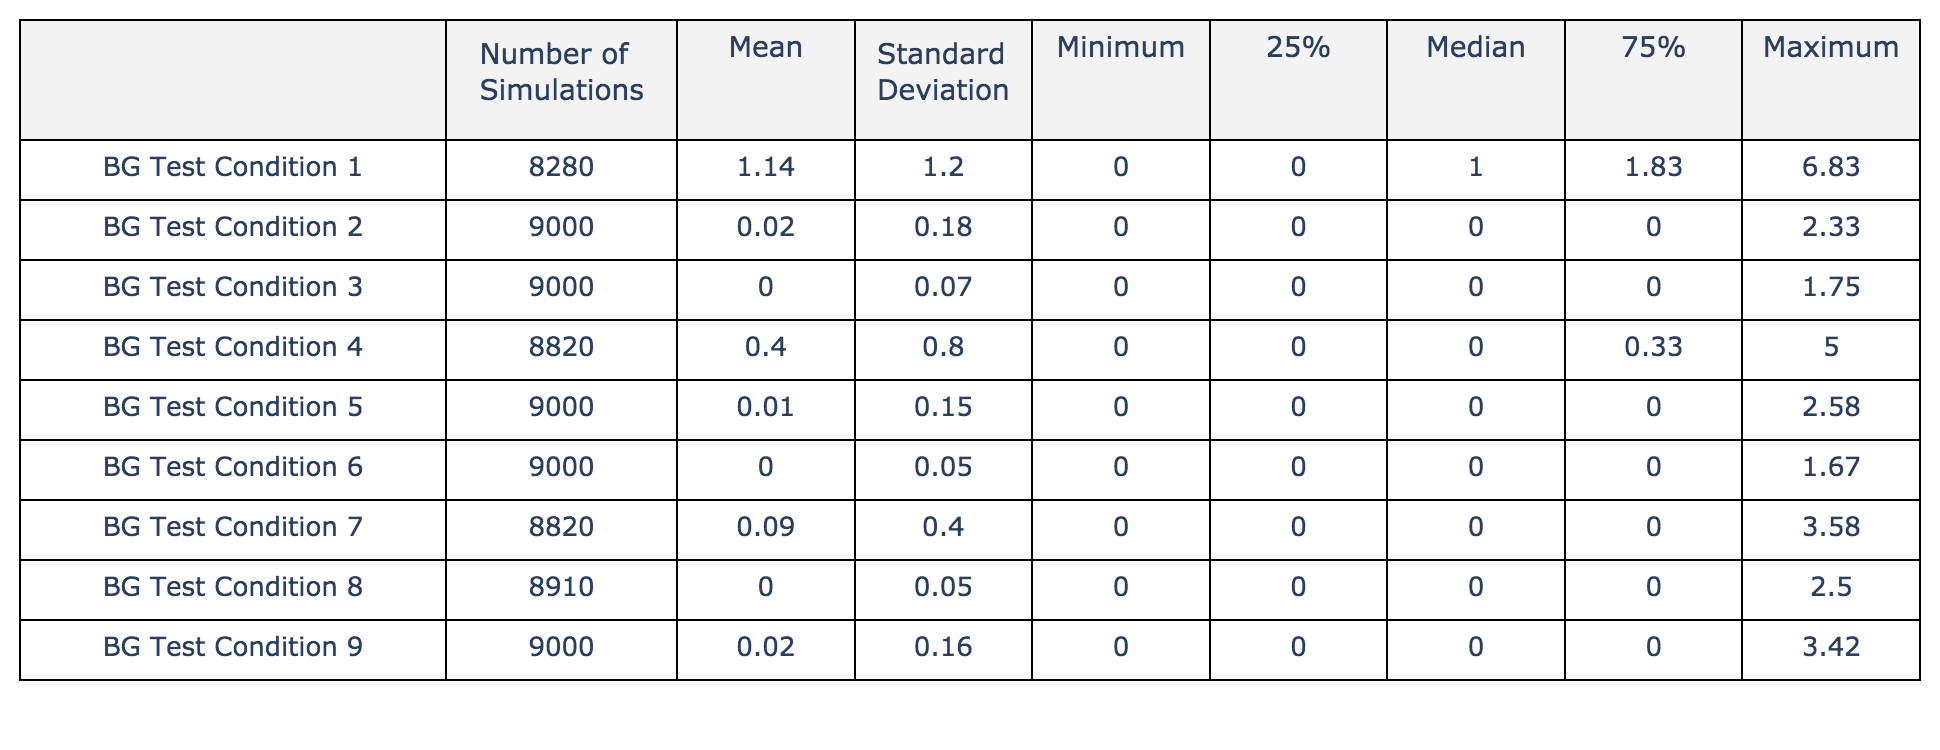 Number of Simulations Mean Standard Deviation Minimum 25% Median 75% Maximum
BG Test Condition 1 8280 1.14 1.2 0 0 1 1.83 6.83
BG Test Condition 2 9000 0.02 0.18 0 0 0 0 2.33
BG Test Condition 3 9000 0 0.07 0 0 0 0 1.75
BG Test Condition 4 8820 0.4 0.8 0 0 0 0.33 5
BG Test Condition 5 9000 0.01 0.15 0 0 0 0 2.58
BG Test Condition 6 9000 0 0.05 0 0 0 0 1.67
BG Test Condition 7 8820 0.09 0.4 0 0 0 0 3.58
BG Test Condition 8 8910 0 0.05 0 0 0 0 2.5
BG Test Condition 9 9000 0.02 0.16 0 0 0 0 3.42